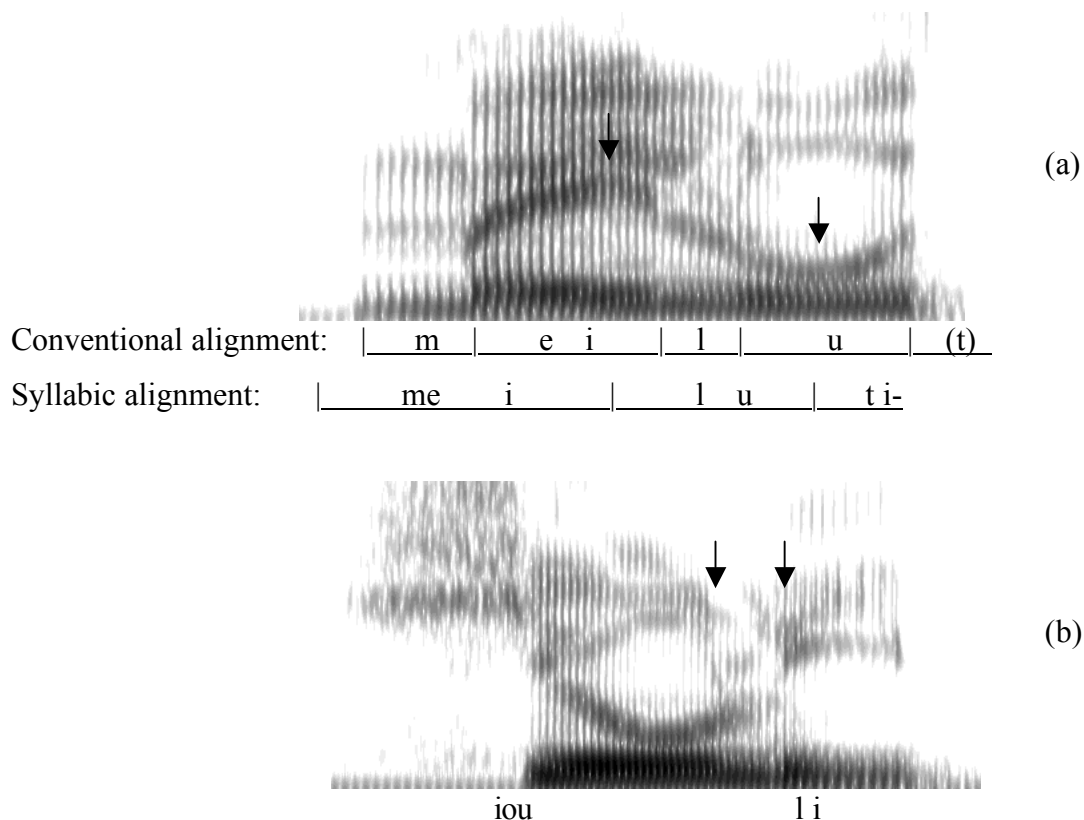 (a)
Conventional alignment: | m | e i | l | u | (t)
Syllabic alignment: | me i | l u | t i-
(b)
iou l i